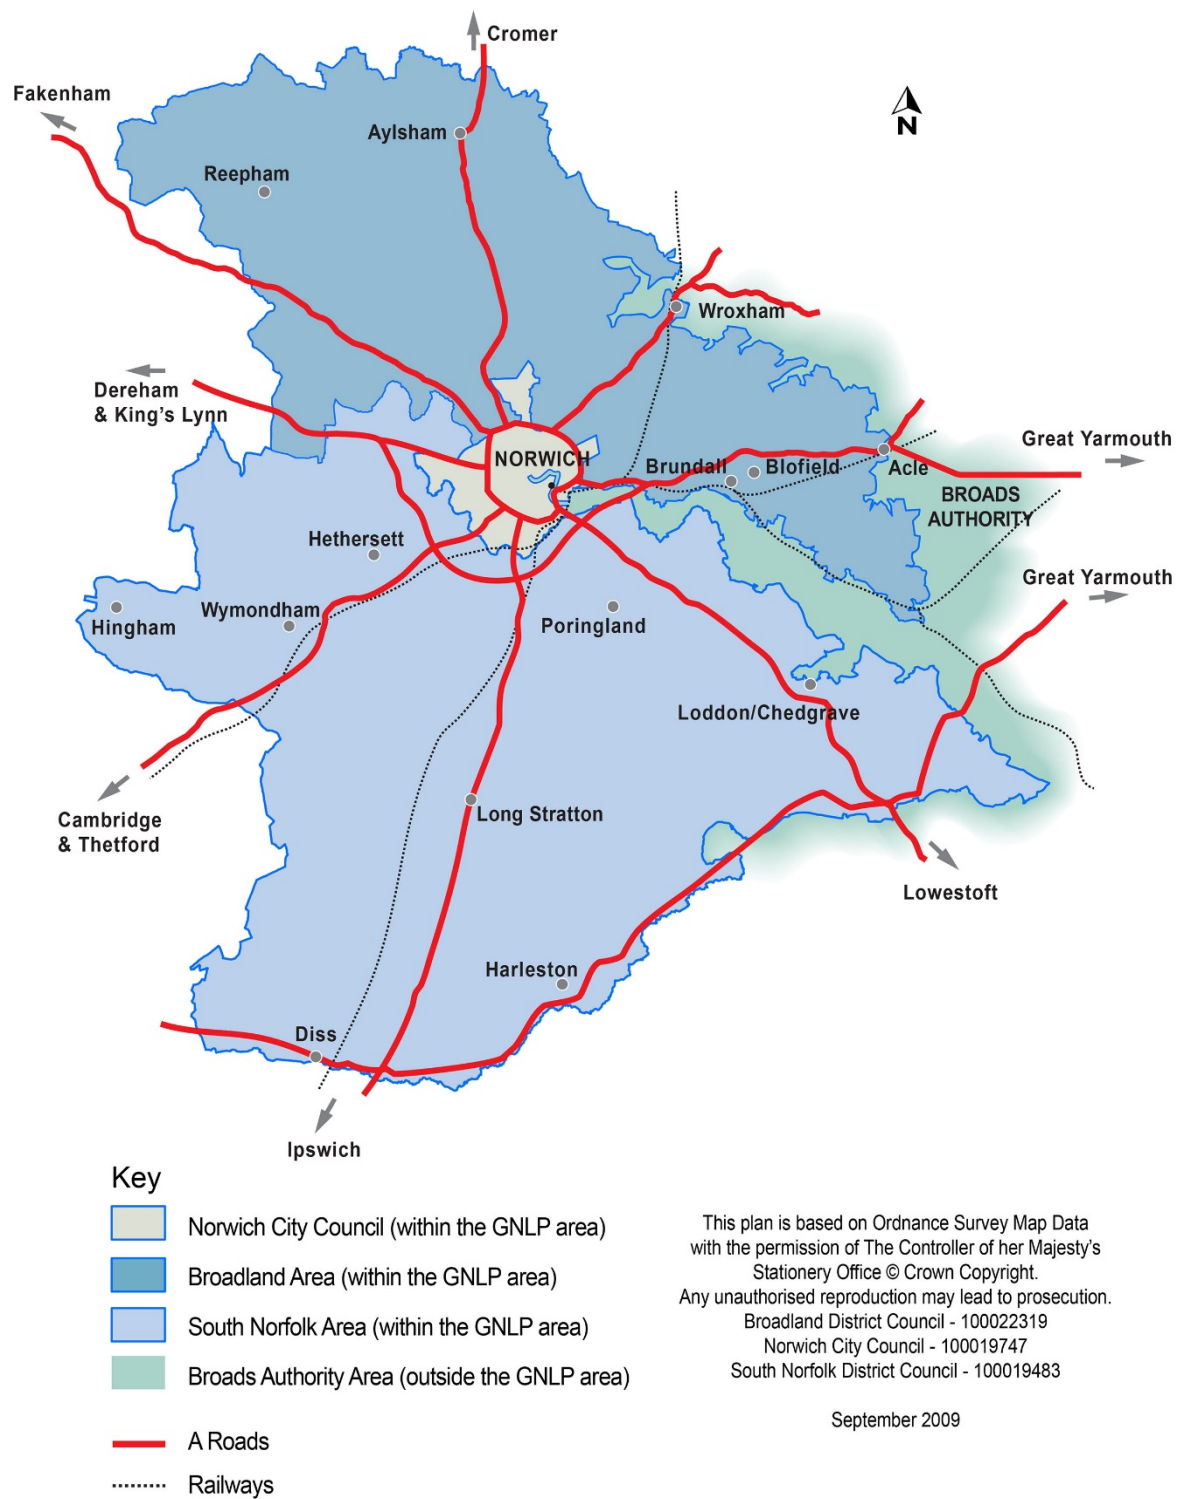 Cromer
Fakenham
Aylsham
N
Reepham
Wroxham
Dereham
& King's Lynn
NORWICH
Brundall
Blofield
Acle
Great Yarmouth
BROADS
AUTHORITY
Hethersett
Great Yarmouth
Hingham
Wymondham
Poringland
Loddon/Chedgrave
Cambridge
& Thetford
Long Stratton
Lowestoft
Harleston
Diss
Ipswich
Key
Norwich City Council (within the GNLP area)
Broadland Area (within the GNLP area)
South Norfolk Area (within the GNLP area)
Broads Authority Area (outside the GNLP area)
A Roads
Railways
This plan is based on Ordnance Survey Map Data
with the permission of The Controller of her Majesty's
Stationery Office © Crown Copyright.
Any unauthorised reproduction may lead to prosecution.
Broadland District Council - 100022319
Norwich City Council - 100019747
South Norfolk District Council - 100019483
September 2009